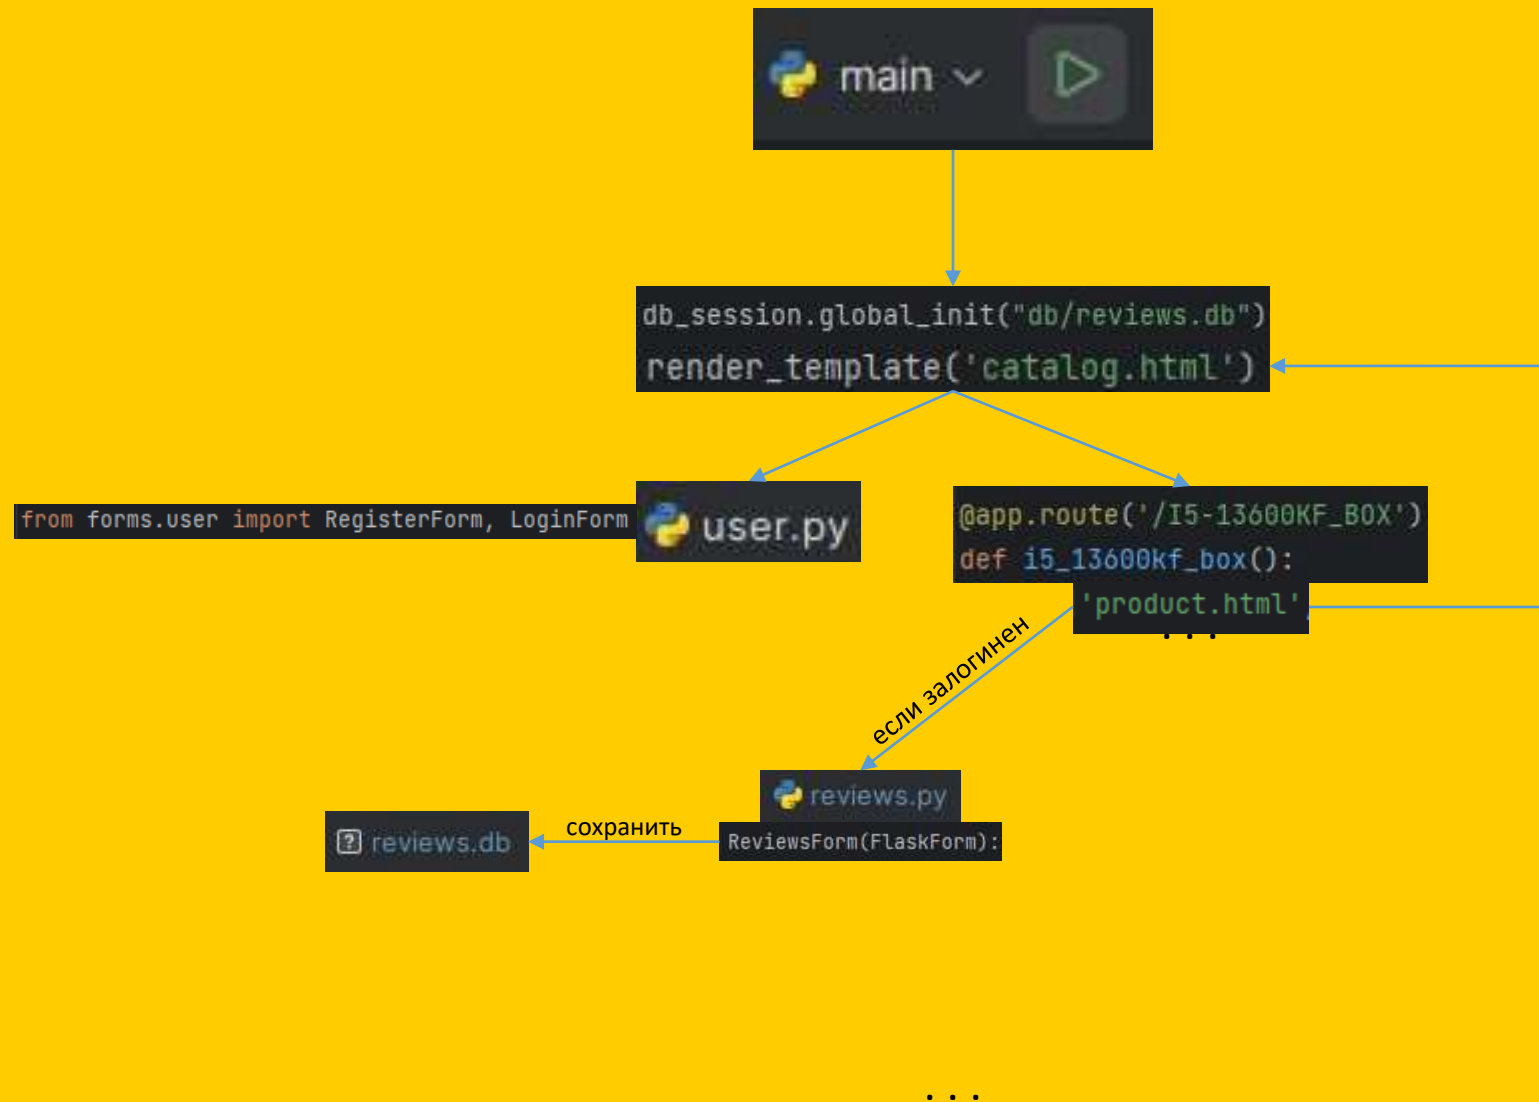 main
db_session.global_init("db/reviews.db")
render_template('catalog.html')
from forms.user import RegisterForm, LoginForm
user.py
@app.route('/I5-13600KF_BOX')
def i5_13600kf_box():
'product.html',
. . .
если залогинен
reviews.py
ReviewsForm(FlaskForm):
сохранить
reviews.db
. . .